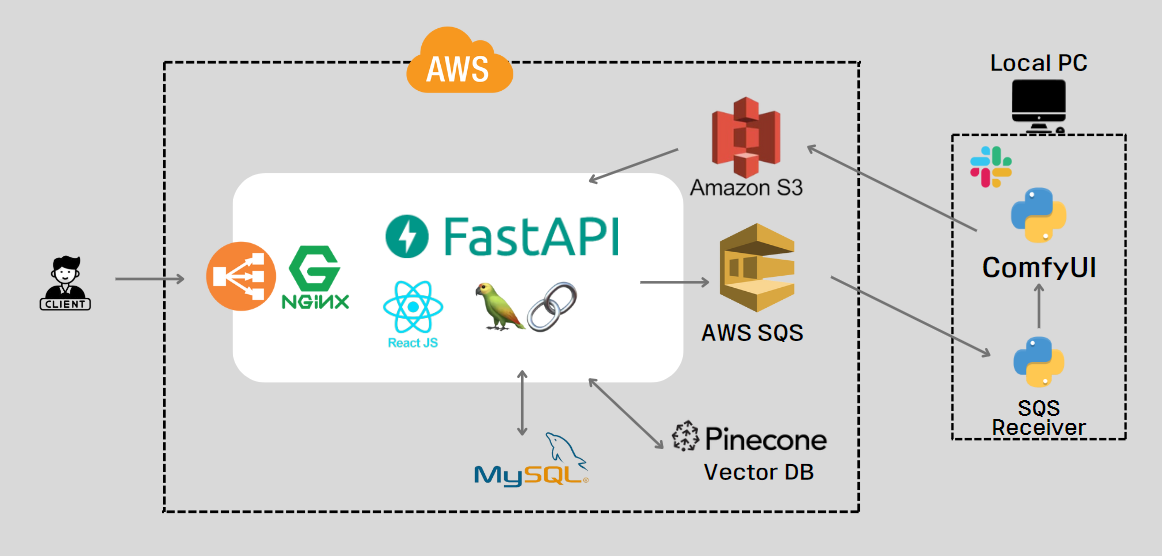 AWS
Local PC
Amazon S3
FastAPI
NGINX
CLIENT
React JS
AWS SQS
ComfyUI
SQS
Receiver
MySQL
Pinecone
Vector DB